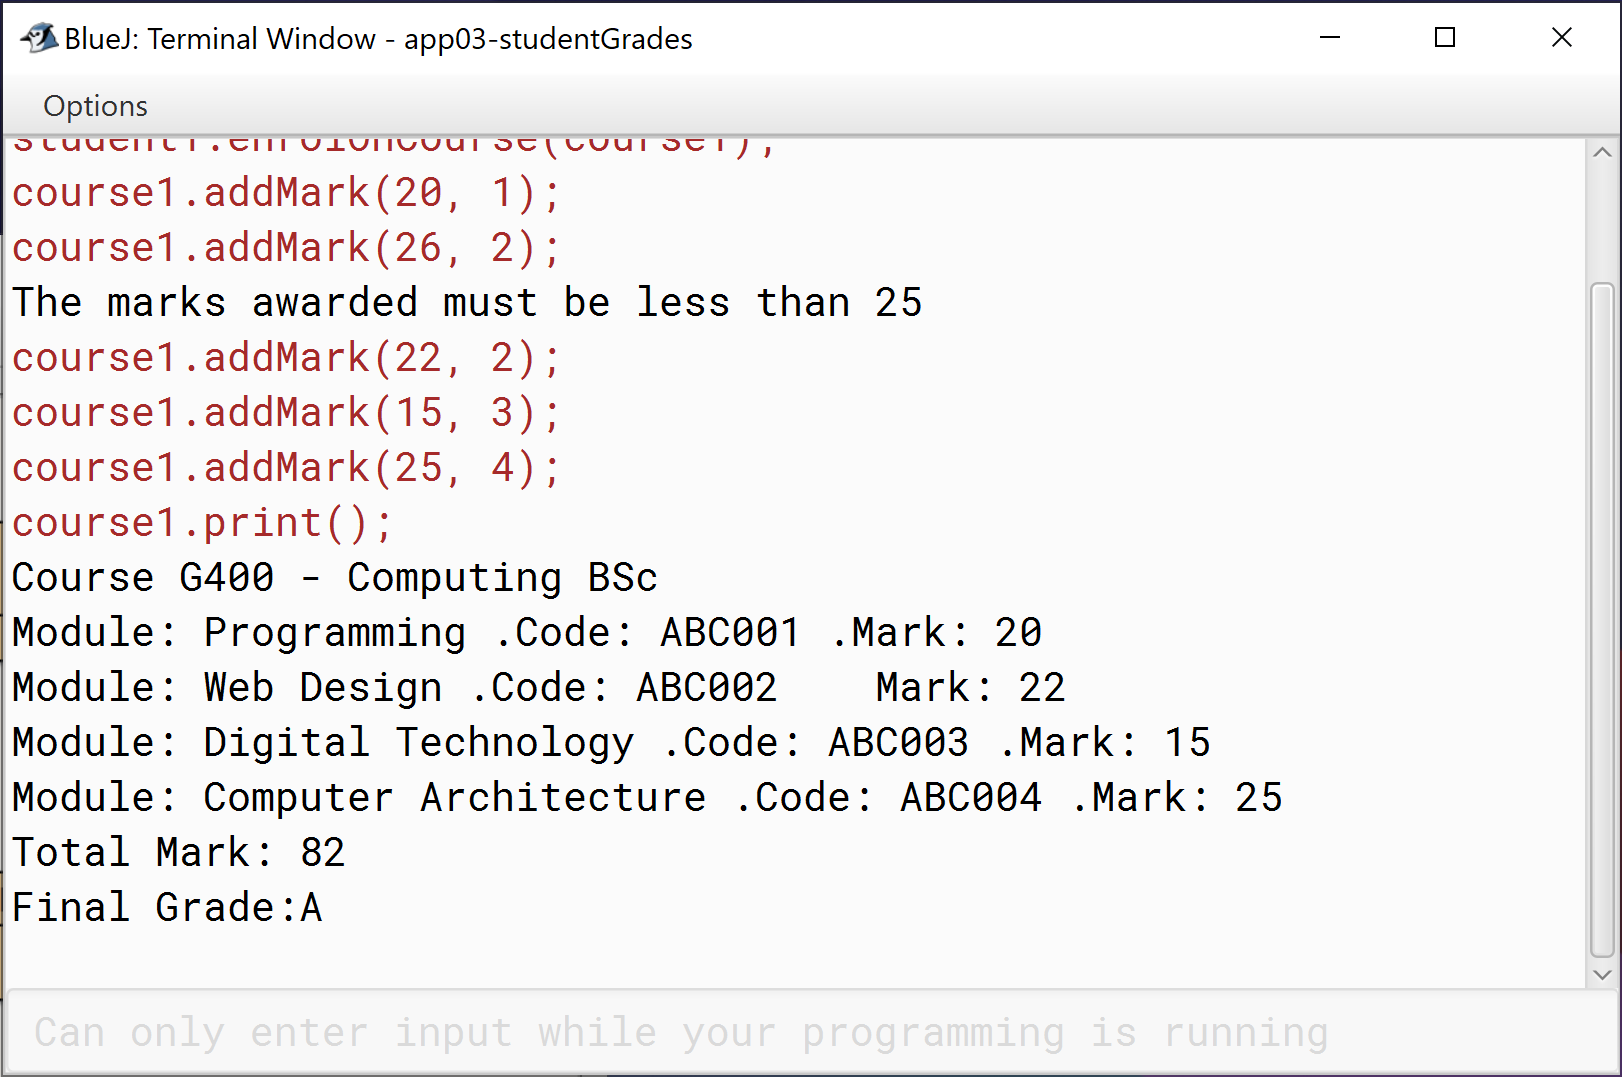 BlueJ: Terminal Window - app03-studentGrades
Options
student1.enrolonCourse(course1);
course1.addMark(20, 1);
course1.addMark(26, 2);
The marks awarded must be less than 25
course1.addMark(22, 2);
course1.addMark(15, 3);
course1.addMark(25, 4);
course1.print();
Course G400 - Computing BSc
Module: Programming .Code: ABC001 .Mark: 20
Module: Web Design .Code: ABC002    Mark: 22
Module: Digital Technology .Code: ABC003 .Mark: 15
Module: Computer Architecture .Code: ABC004 .Mark: 25
Total Mark: 82
Final Grade:A
Can only enter input while your programming is running